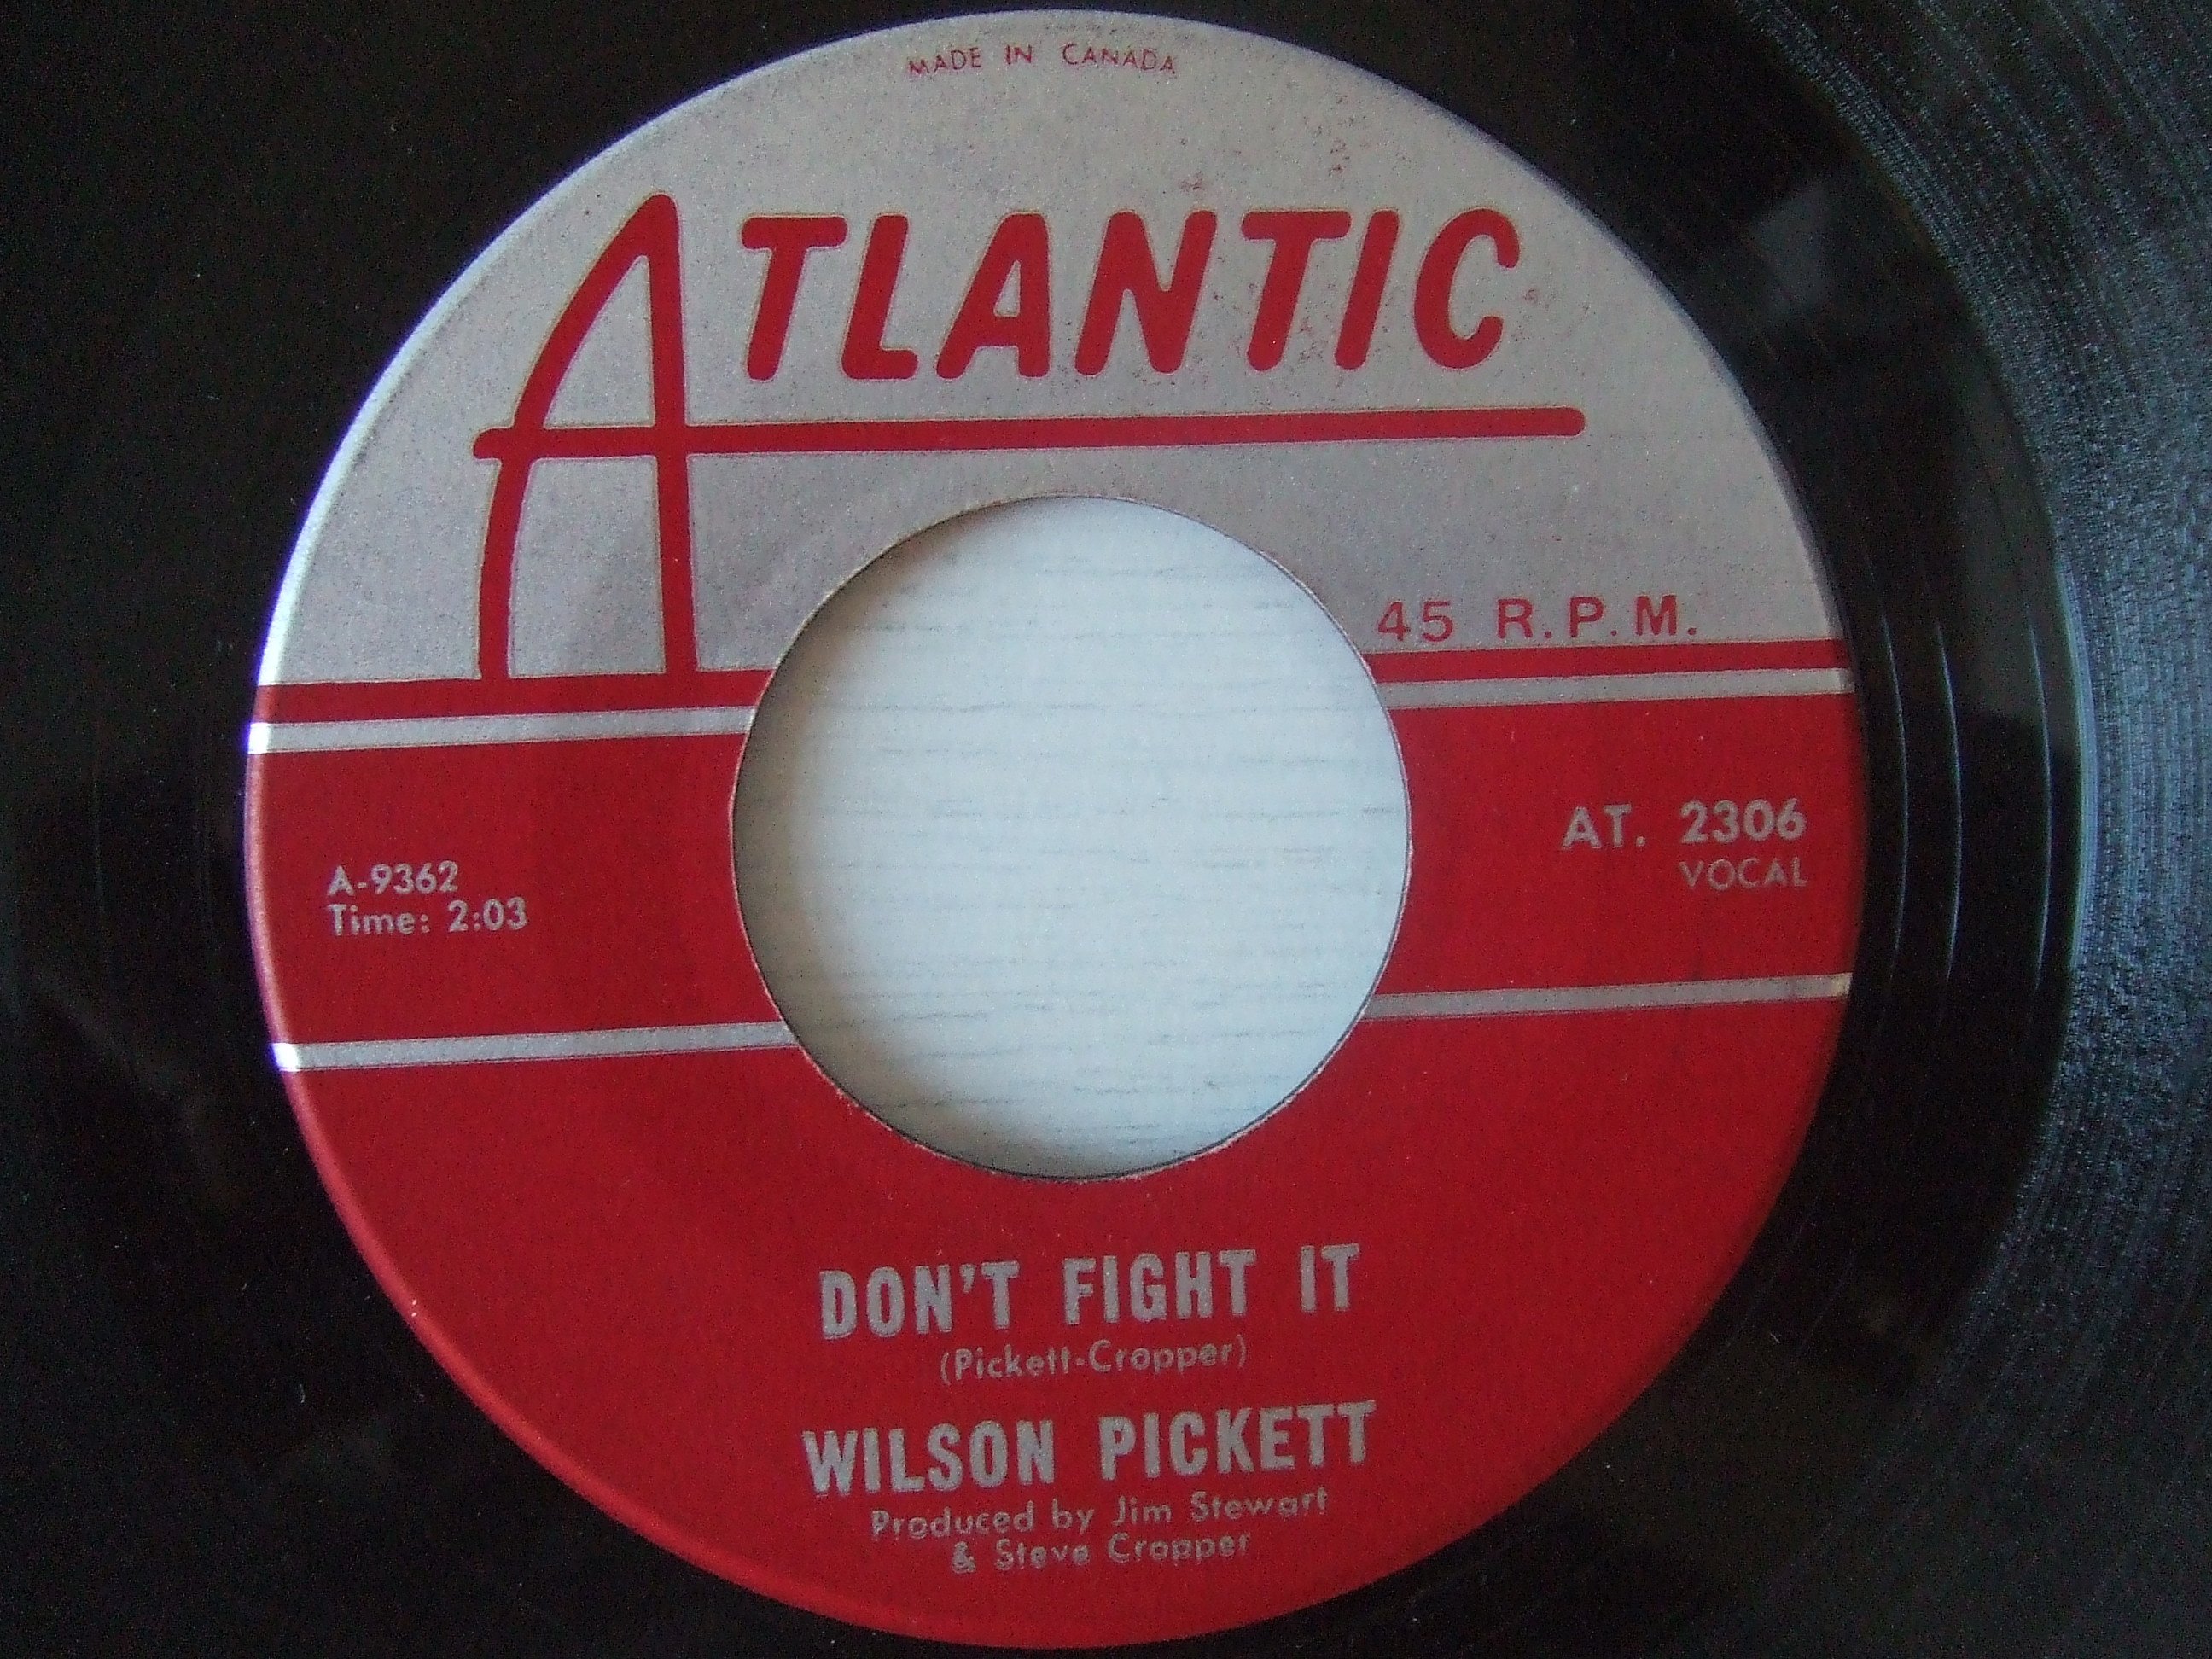 MADE IN CANADA
ATLANTIC
45 R.P.M.
AT. 2306
VOCAL
A-9362
Time: 2:03
DON'T FIGHT IT
(Pickett-Cropper)
WILSON PICKETT
Produced by Jim Stewart
& Steve Cropper